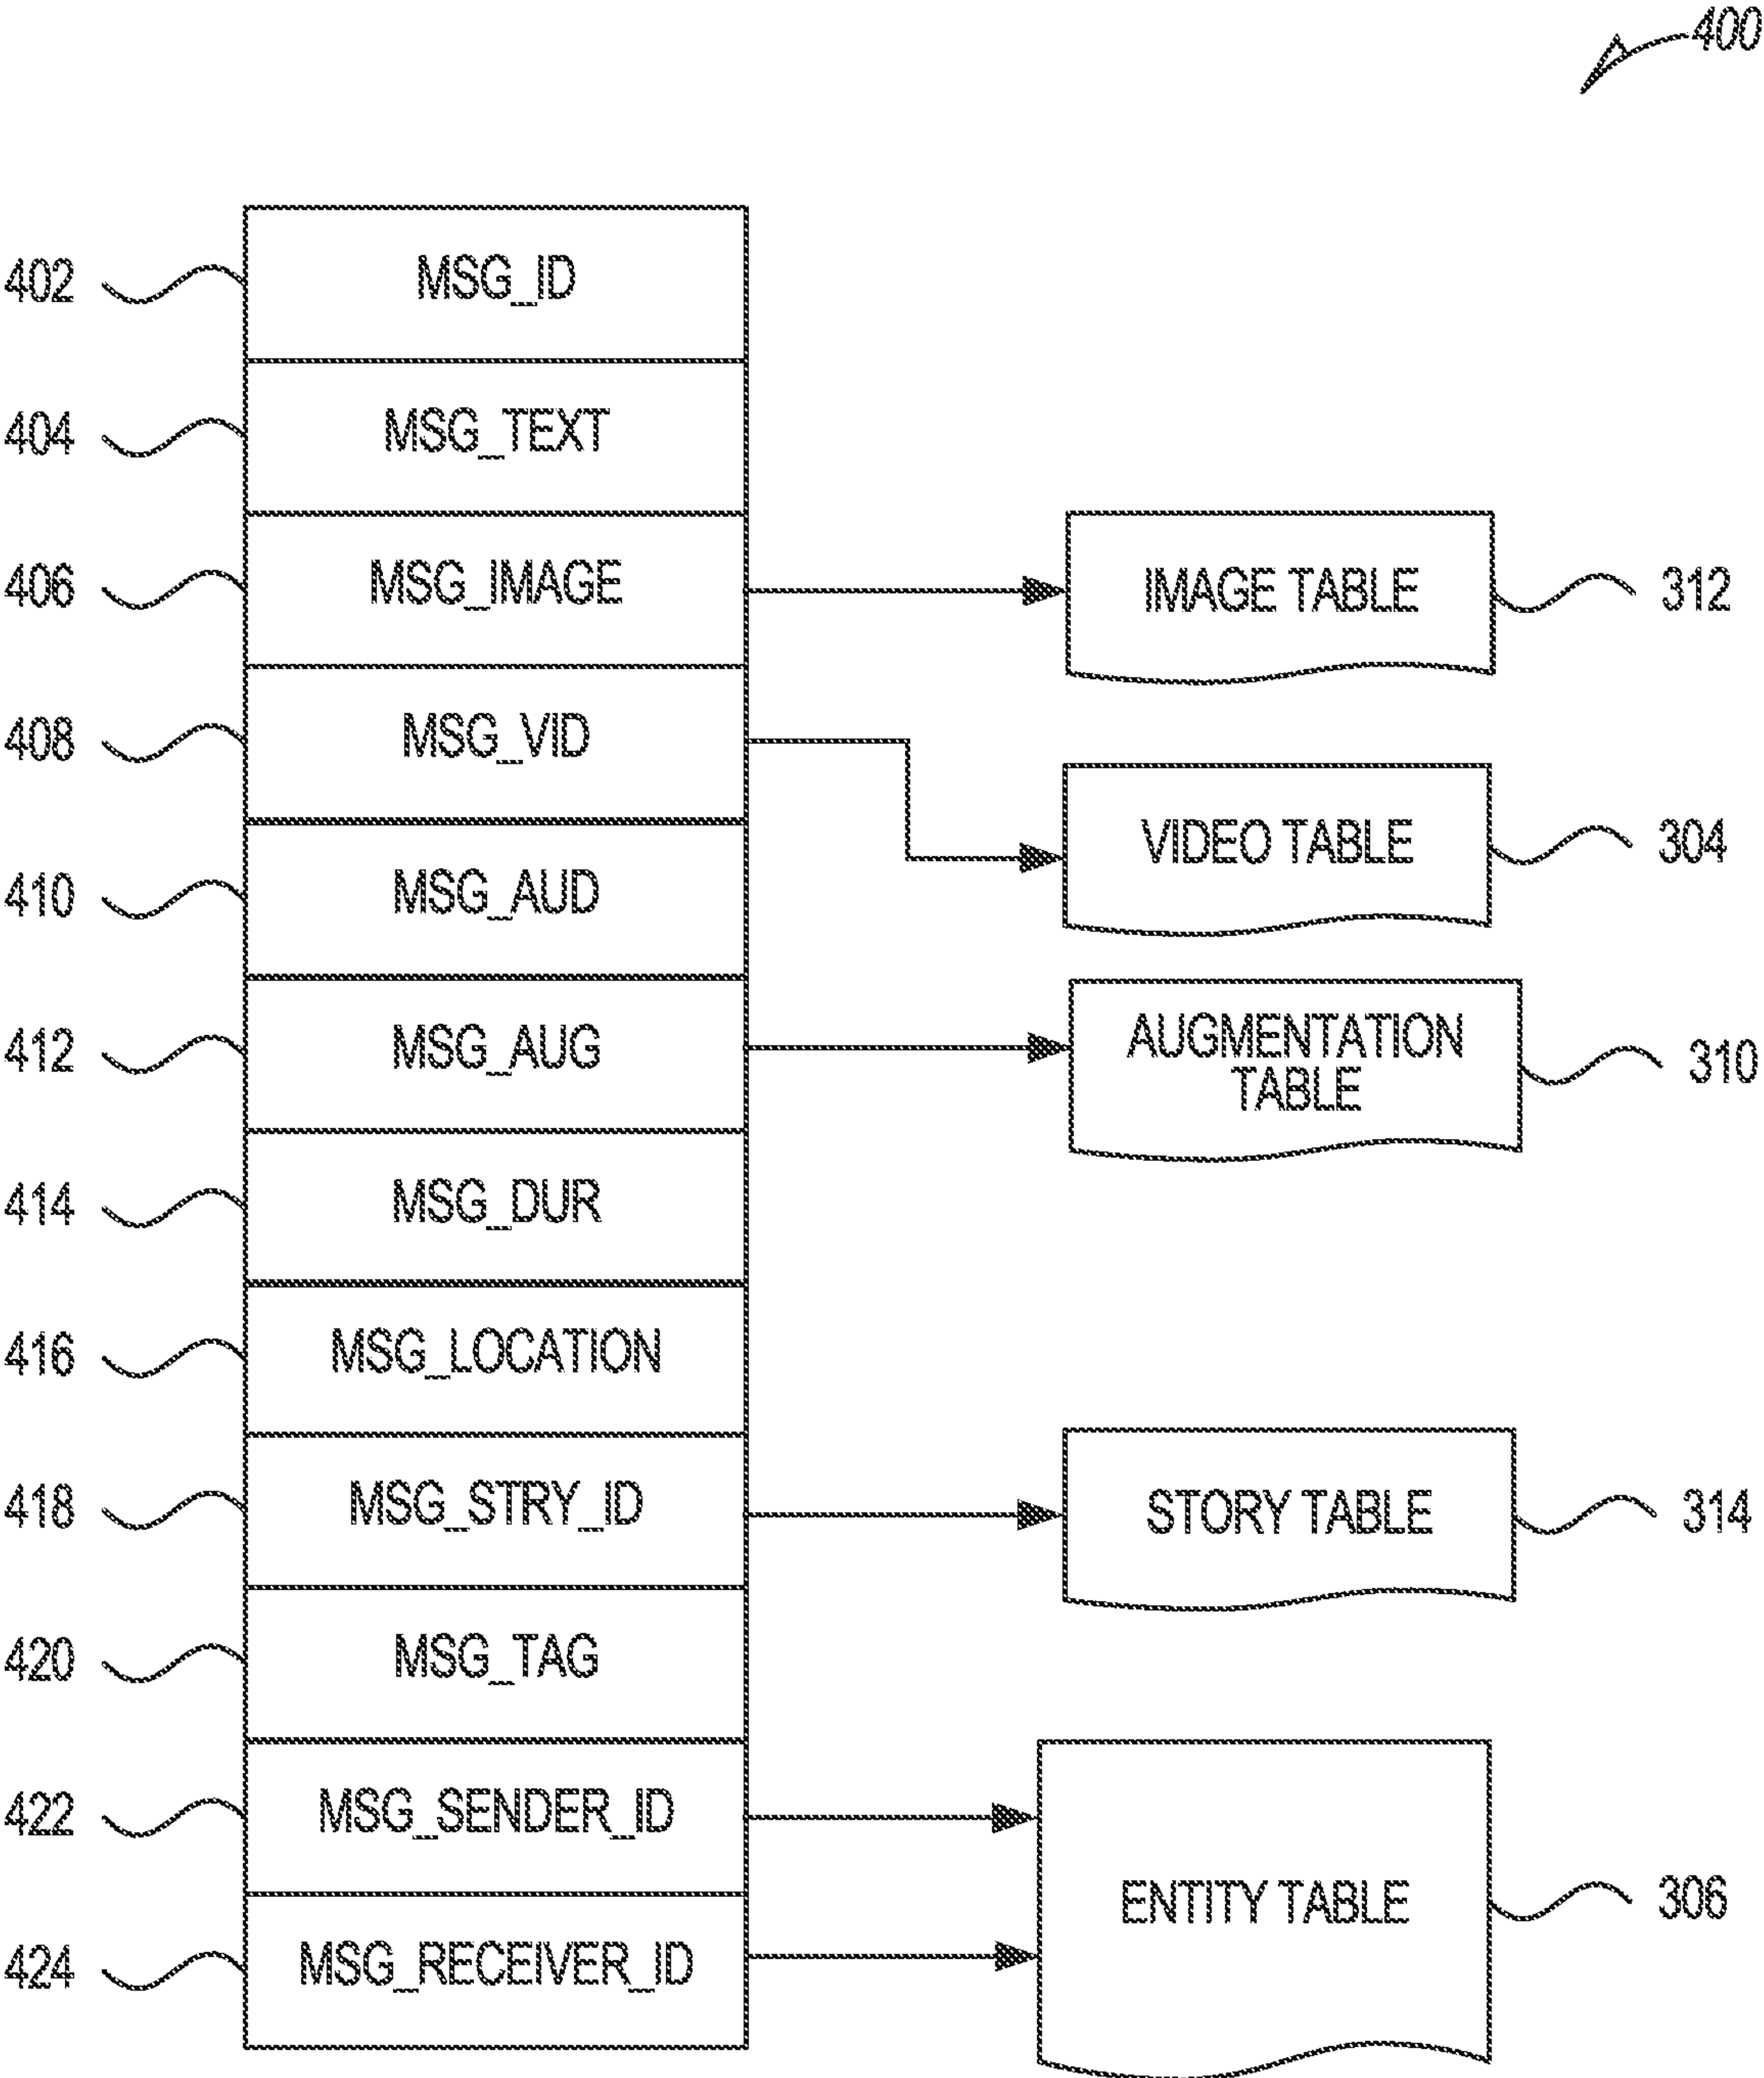 400
402 MSG_ID
404 MSG_TEXT
406 MSG_IMAGE IMAGE TABLE 312
408 MSG_VID
VIDEO TABLE 304
410 MSG_AUD
412 MSG_AUG AUGMENTATION
TABLE 310
414 MSG_DUR
416 MSG_LOCATION
418 MSG_STRY_ID STORY TABLE 314
420 MSG_TAG
422 MSG_SENDER_ID
ENTITY TABLE 306
424 MSG_RECEIVER_ID